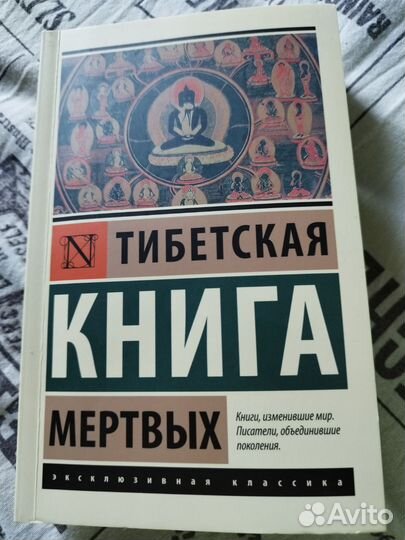 ТИБЕТСКАЯ
КНИГА
МЕРТВЫХ
Книги, изменившие мир.
Писатели, объединившие
поколения.
эксклюзивная классика
Avito